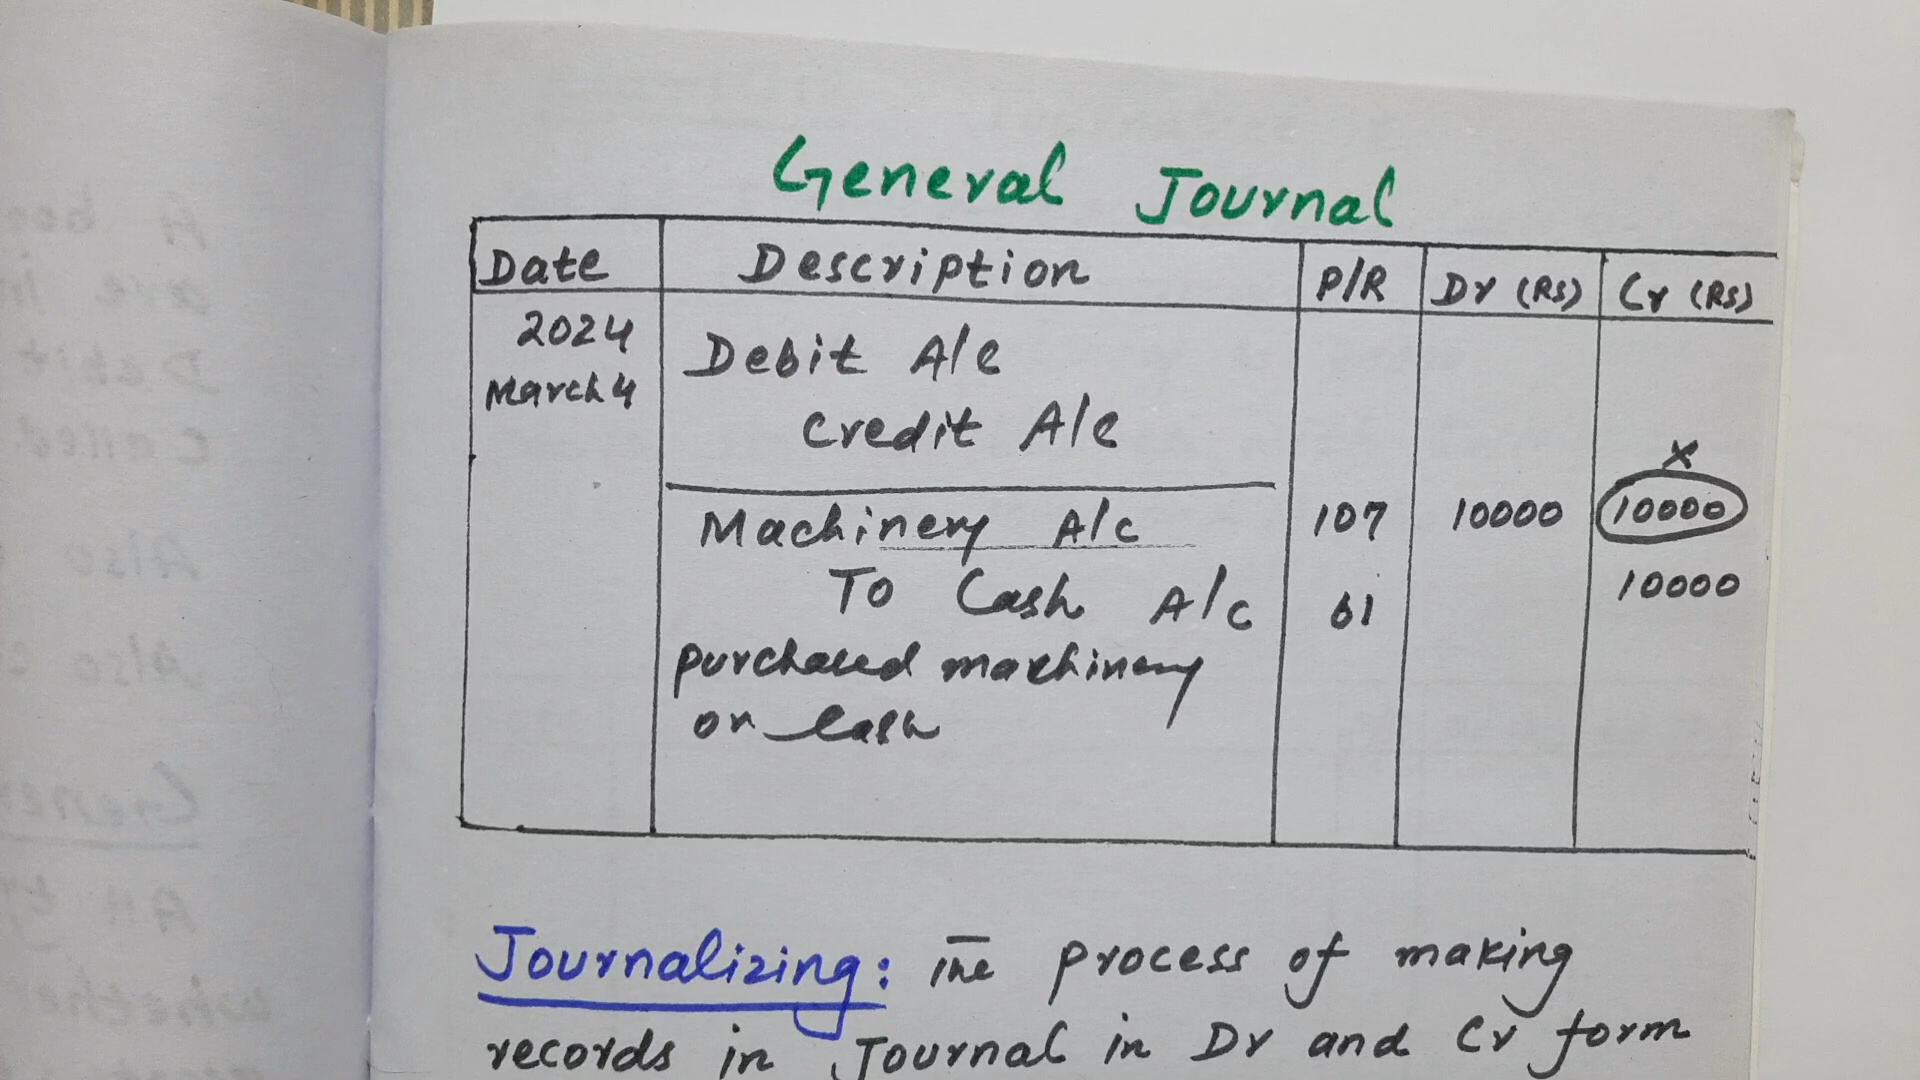 General Journal
Date Description P/R Dr (Rs) Cr (Rs)
2024
March 4
Debit A/c
Credit A/c
x
Machinery A/c 107 10000 10000
To Cash A/c 61 10000
purchased machinery
on cash
Journalizing: The process of making
records in Journal in Dr and Cr form